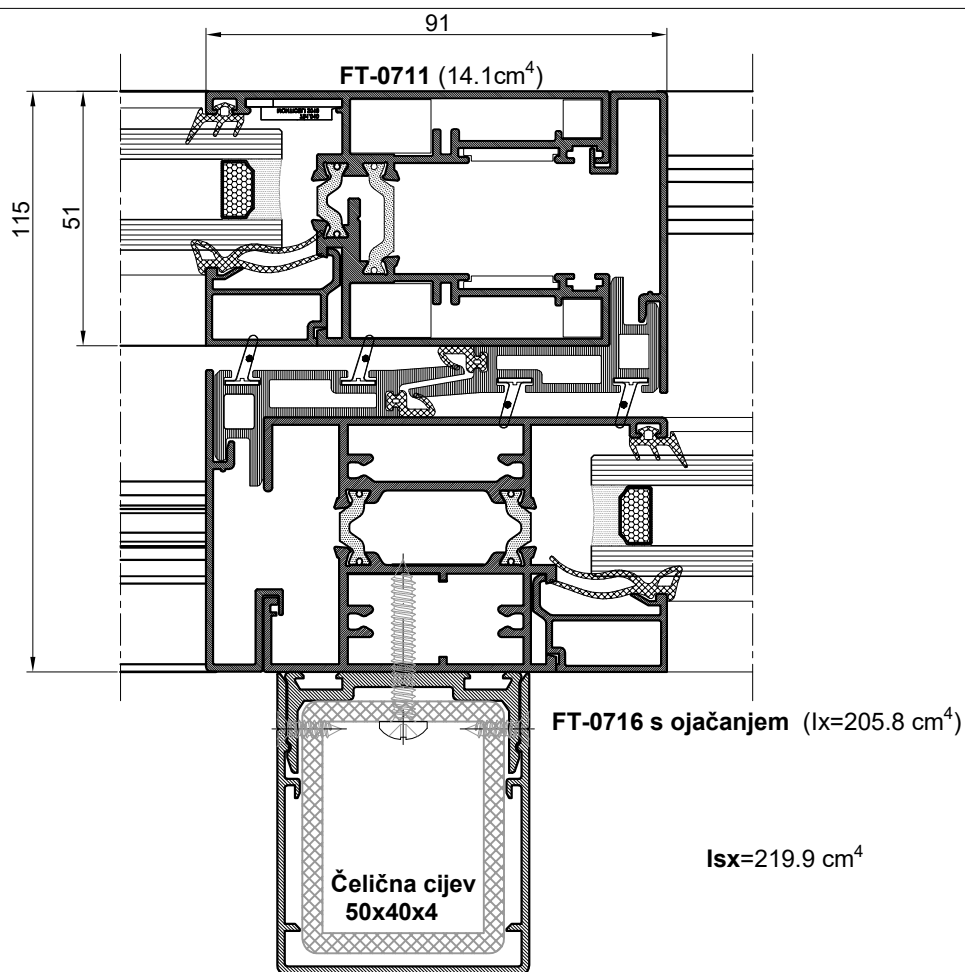 91
FT-0711 (14.1cm⁴)
115
51
FT-0716 s ojačanjem (Ix=205.8 cm⁴)
Isx=219.9 cm⁴
Čelična cijev
50x40x4